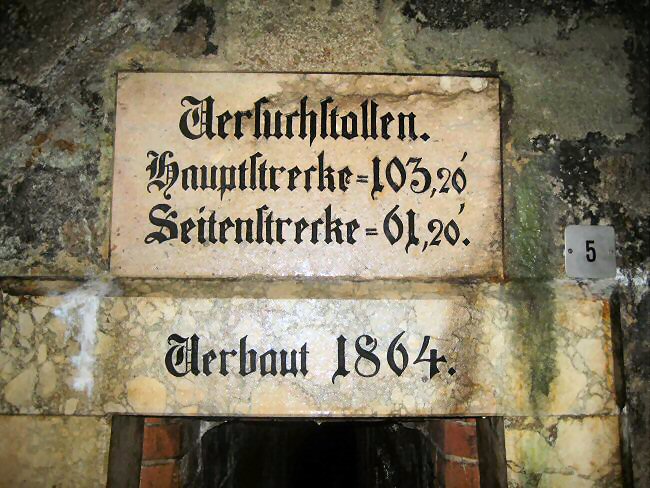 Versuchstollen.
Hauptstrecke=103,20'
Seitenstrecke=61,20'.
5
Verbaut 1864.